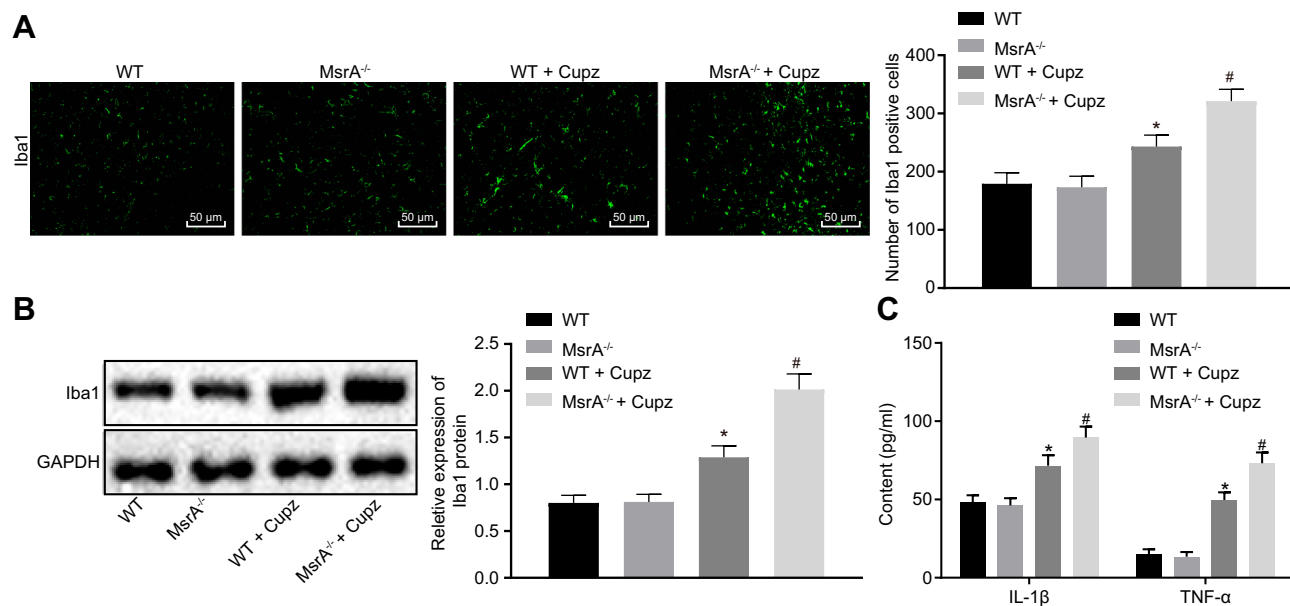 A
WT
MsrA-/-
WT + Cupz
MsrA-/- + Cupz
Iba1
50 µm
50 µm
50 µm
50 µm
WT
MsrA-/-
WT + Cupz
MsrA-/- + Cupz
Number of Iba1 positive cells
400
300
200
100
0
*
#
B
Iba1
GAPDH
WT
MsrA-/-
WT + Cupz
MsrA-/- + Cupz
WT
MsrA-/-
WT + Cupz
MsrA-/- + Cupz
Reletive expression of
Iba1 protein
2.5
2.0
1.5
1.0
0.5
0.0
*
#
C
WT
MsrA-/-
WT + Cupz
MsrA-/- + Cupz
Content (pg/ml)
150
100
50
0
*
#
*
#
IL-1β
TNF-α